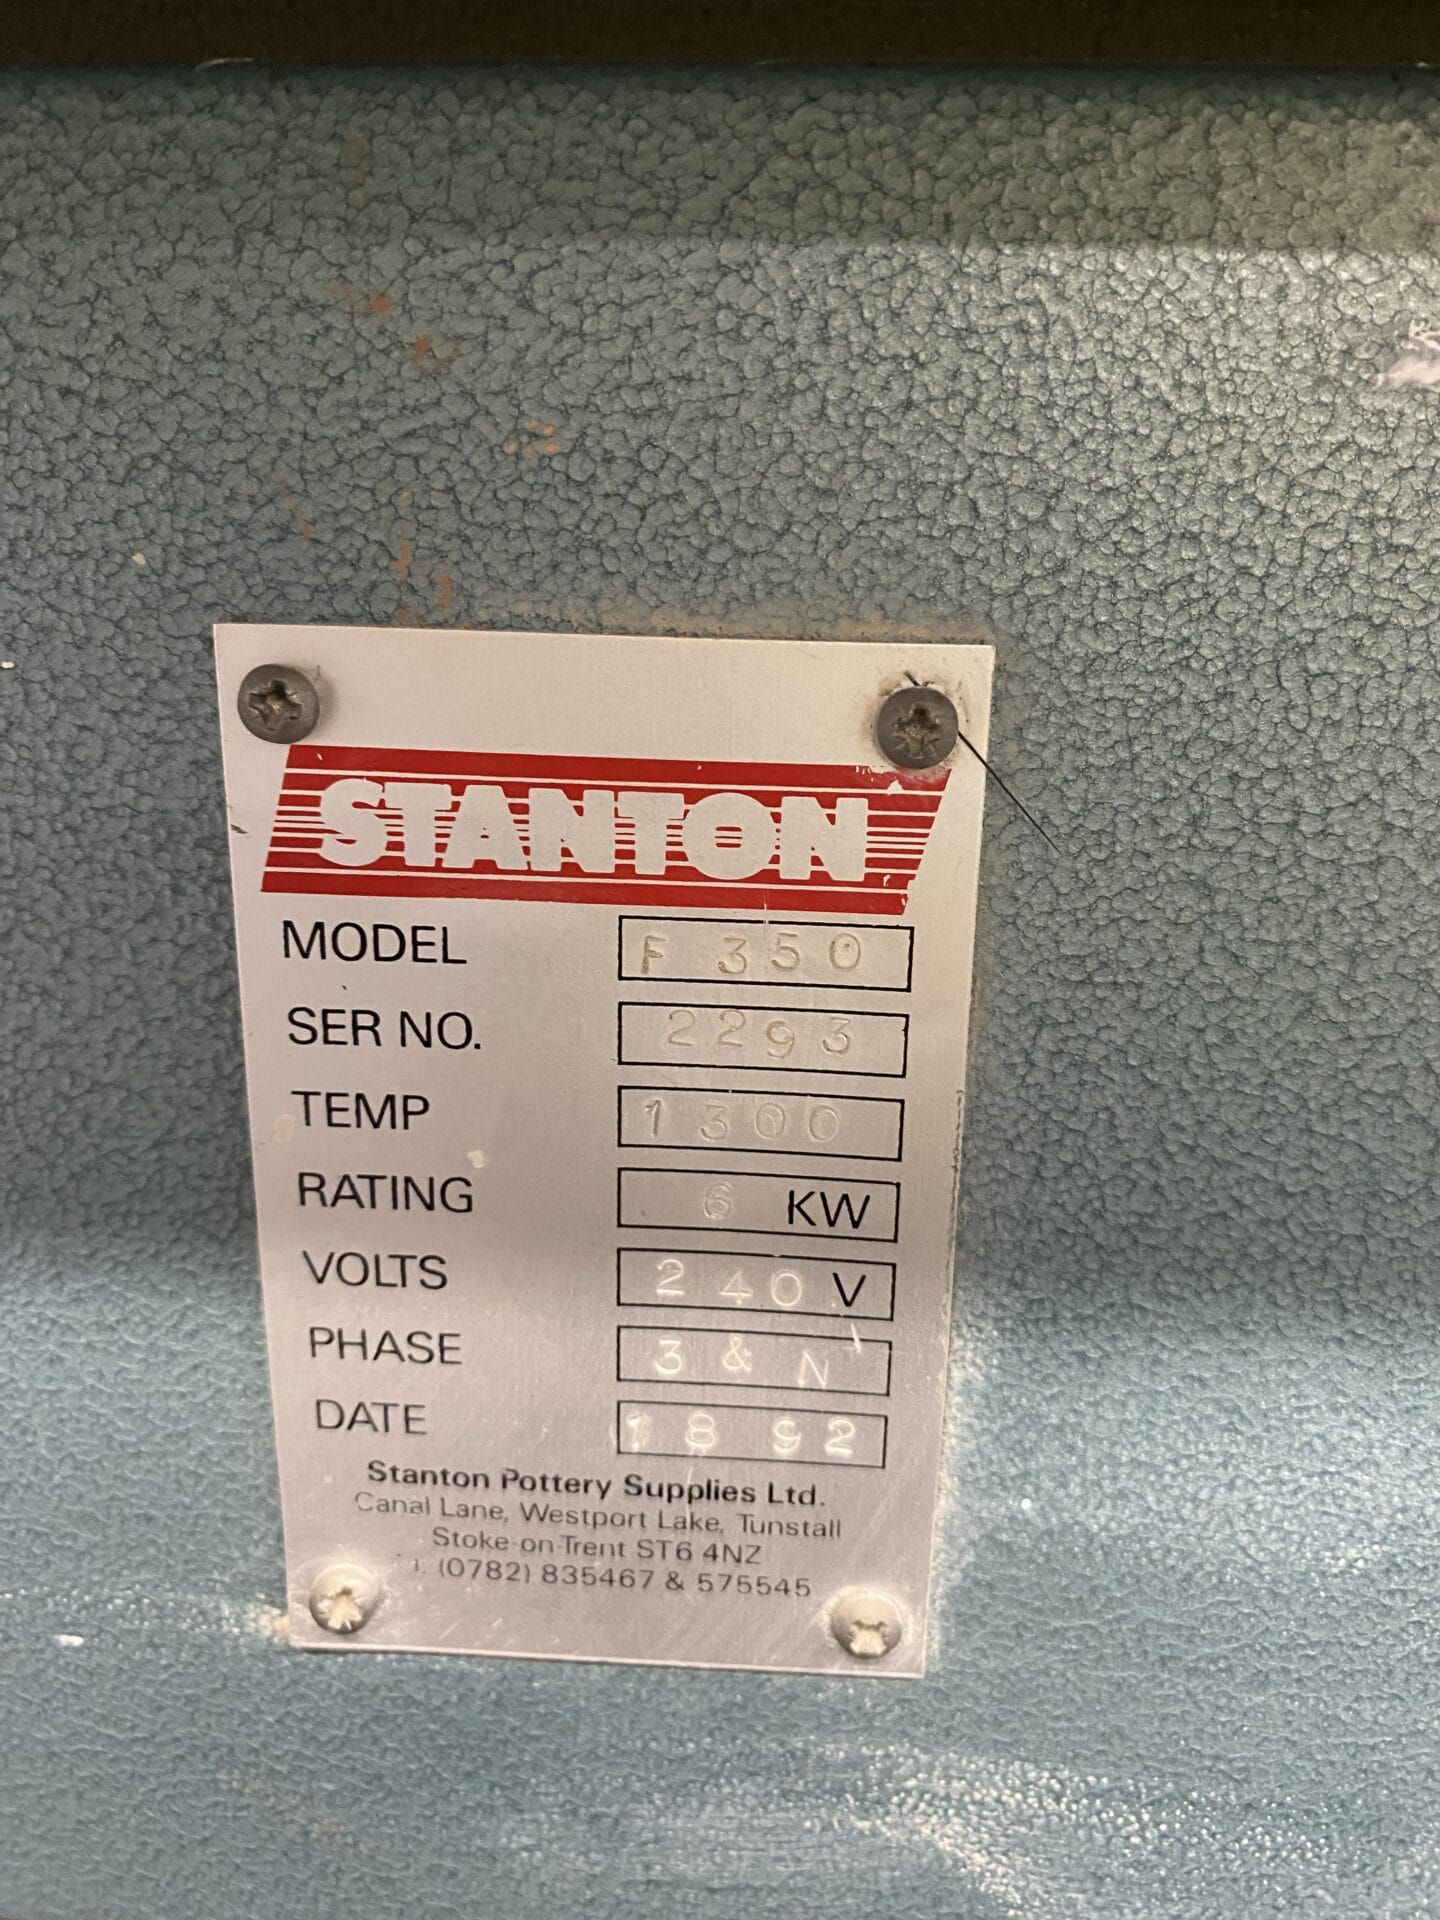 STANTON
MODEL F 350
SER NO. 2293
TEMP 1300
RATING 6 KW
VOLTS 240 V
PHASE 3 & N
DATE 18 92
Stanton Pottery Supplies Ltd.
Canal Lane, Westport Lake, Tunstall
Stoke-on-Trent ST6 4NZ
(0782) 835467 & 575545